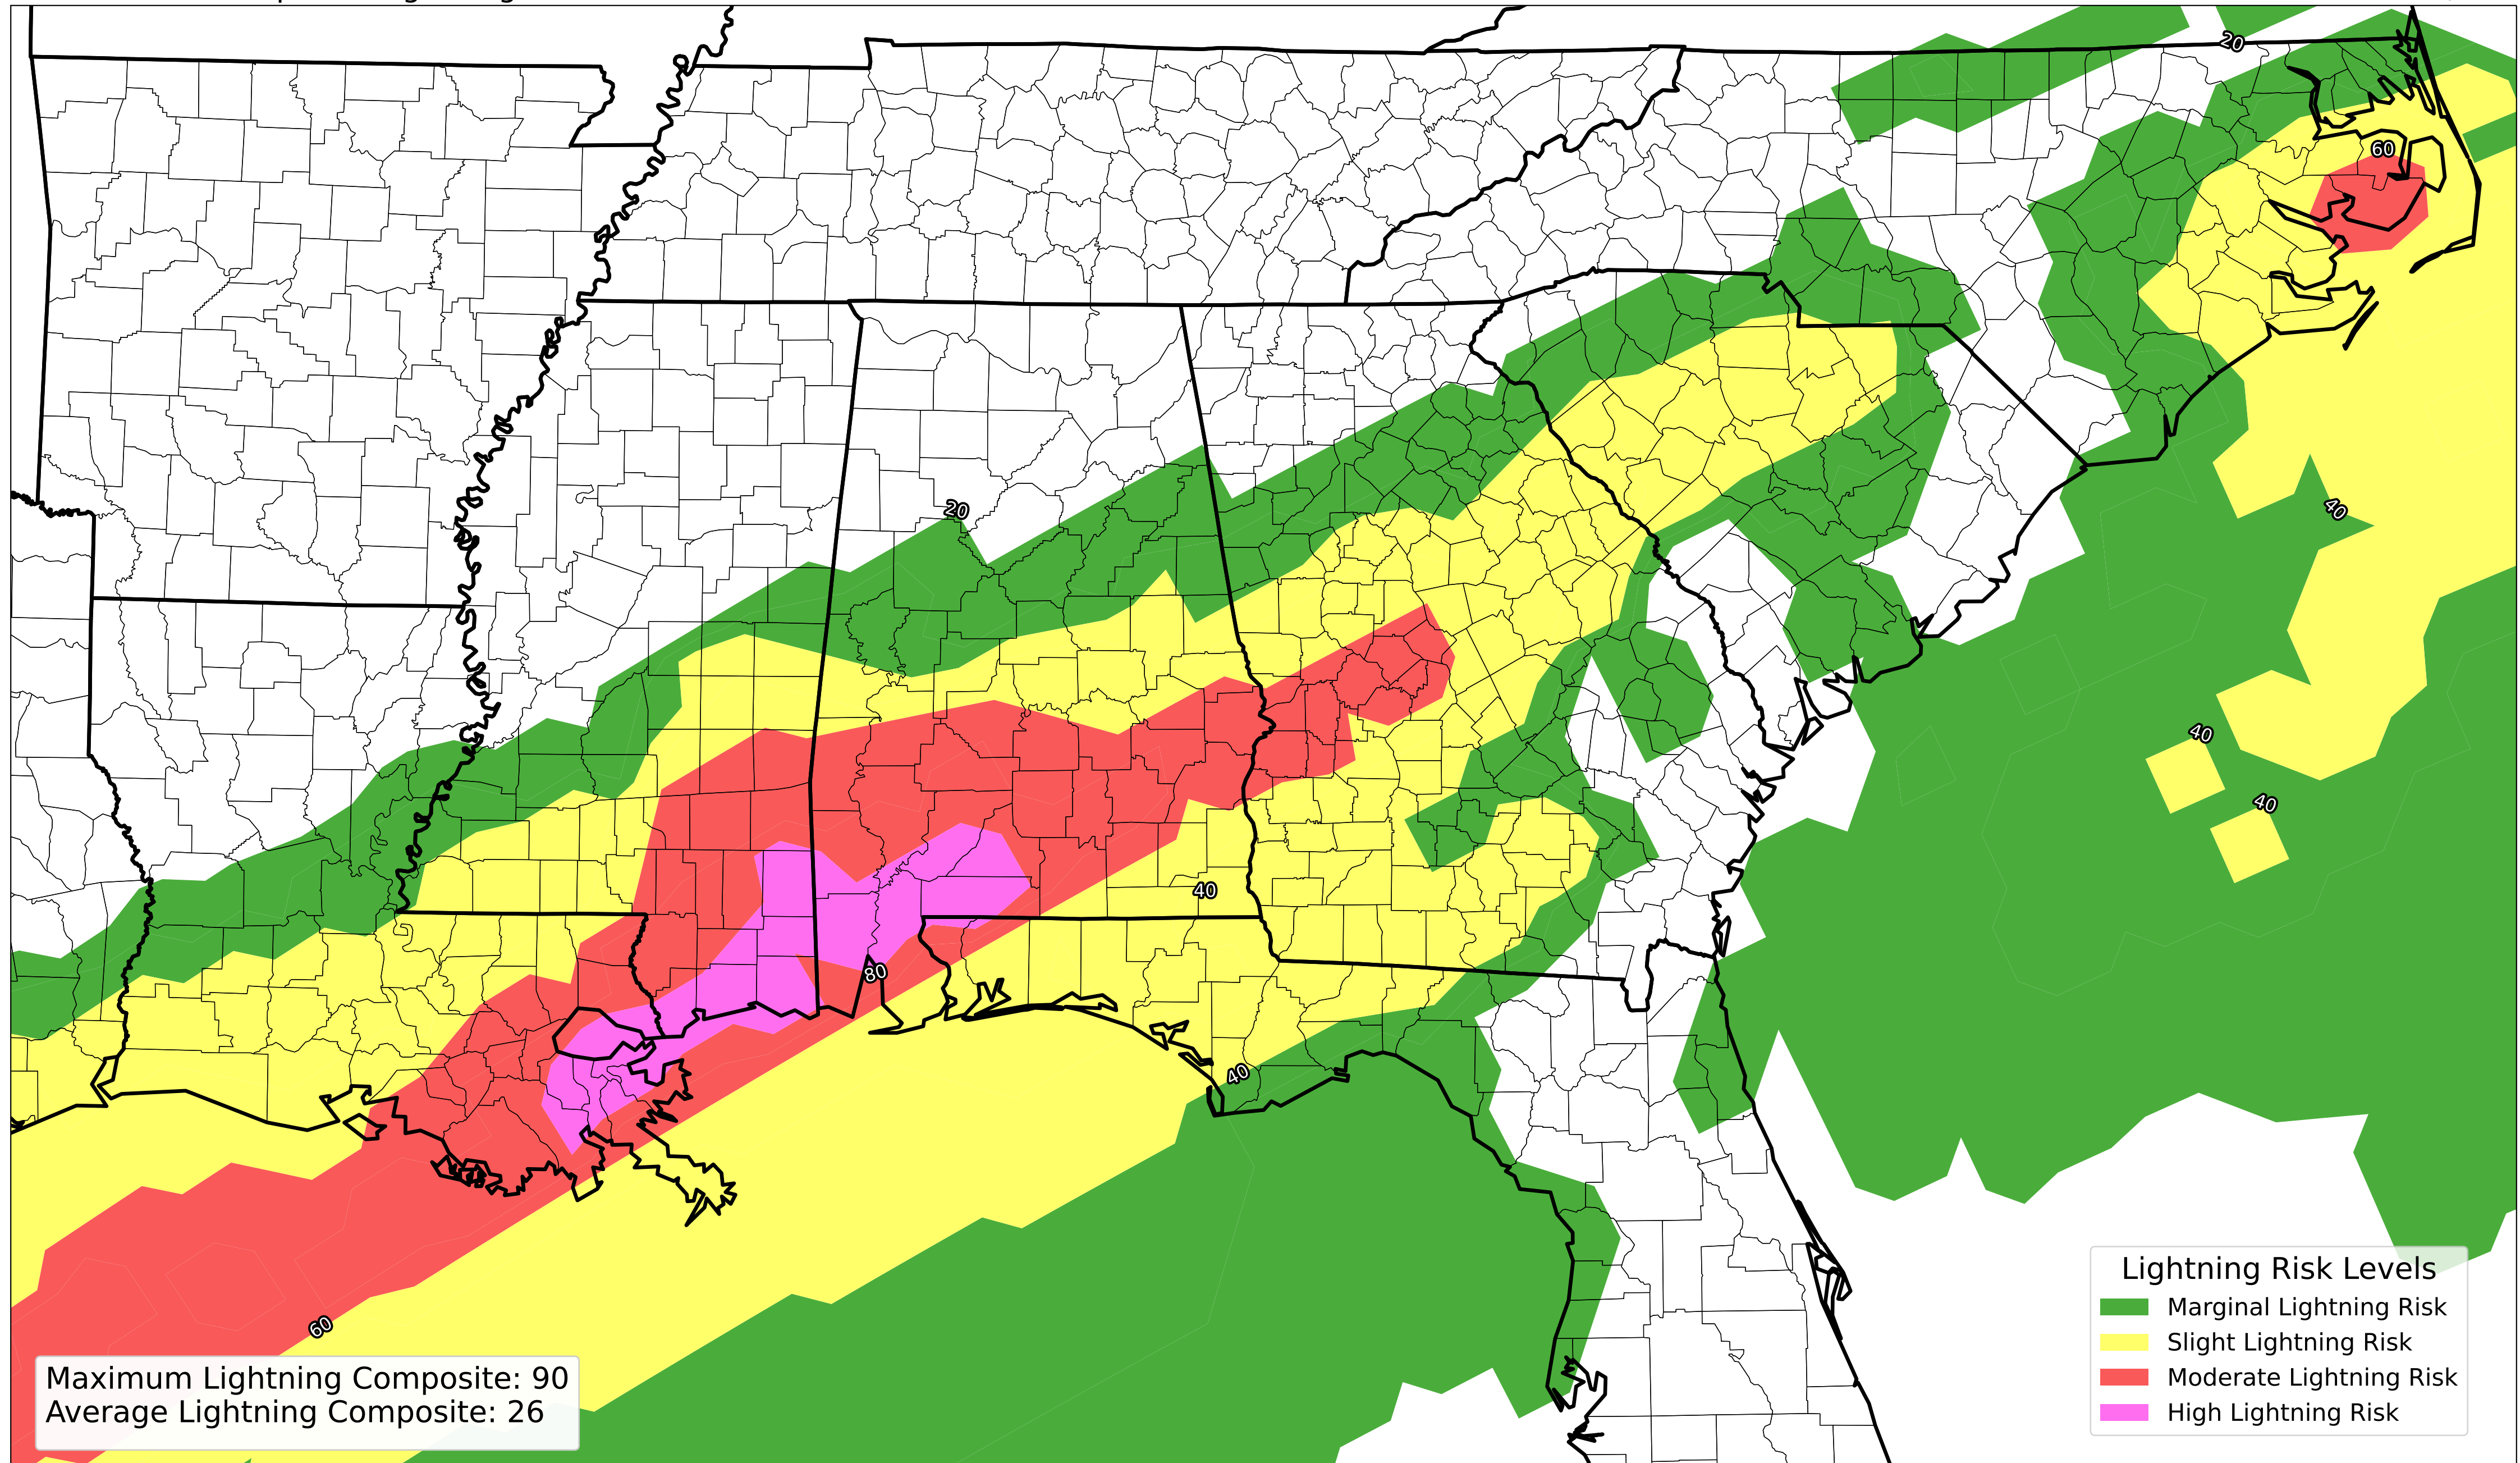 20
60
20
40
40
40
40
80
40
60
Maximum Lightning Composite: 90
Average Lightning Composite: 26
Lightning Risk Levels
Marginal Lightning Risk
Slight Lightning Risk
Moderate Lightning Risk
High Lightning Risk